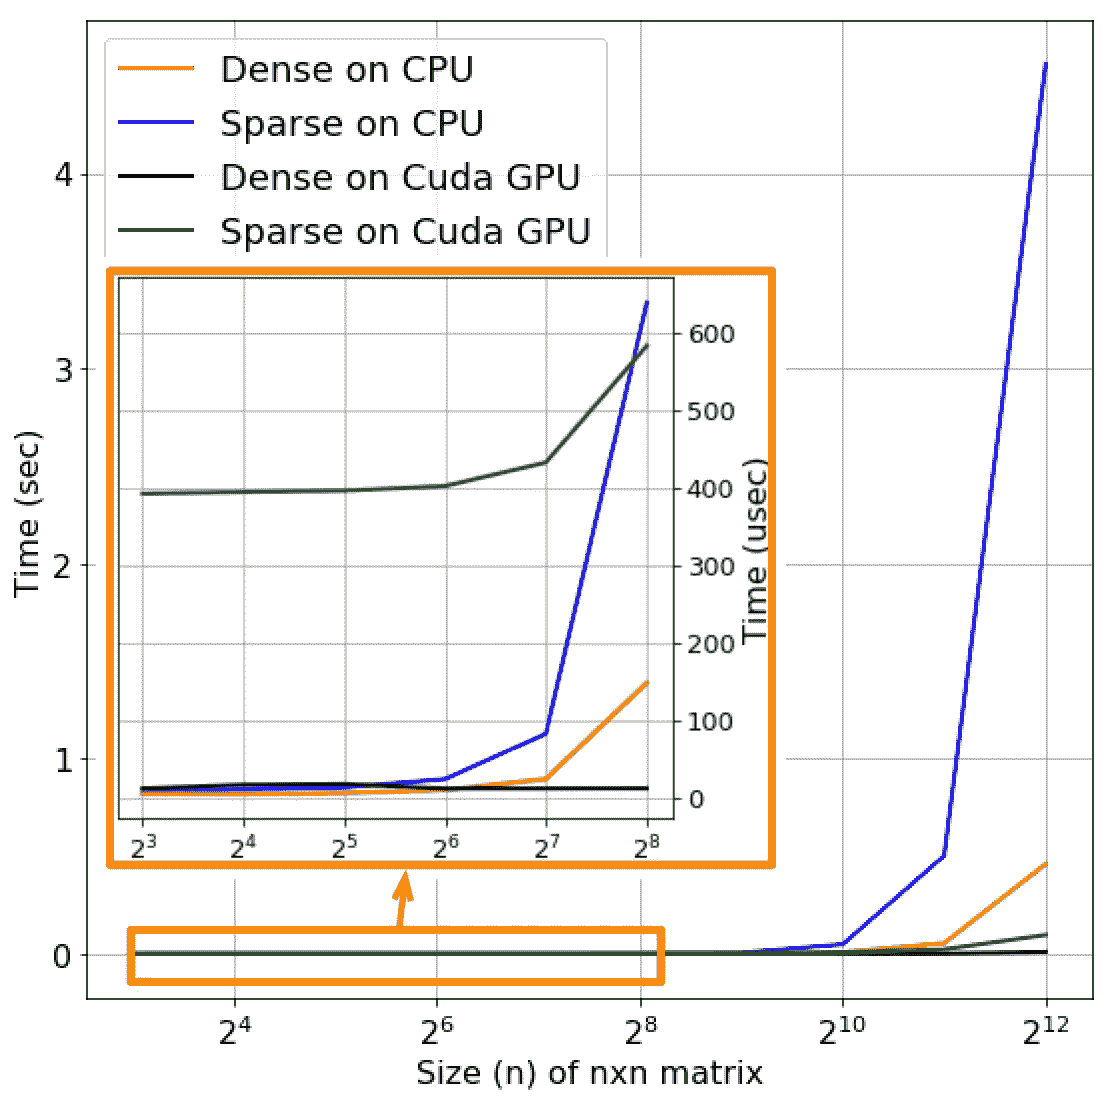 Dense on CPU
Sparse on CPU
Dense on Cuda GPU
Sparse on Cuda GPU
4
3
2
1
0
Time (sec)
600
500
400
300
200
100
0
Time (usec)
2³ 2⁴ 2⁵ 2⁶ 2⁷ 2⁸
2⁴ 2⁶ 2⁸ 2¹⁰ 2¹²
Size (n) of nxn matrix